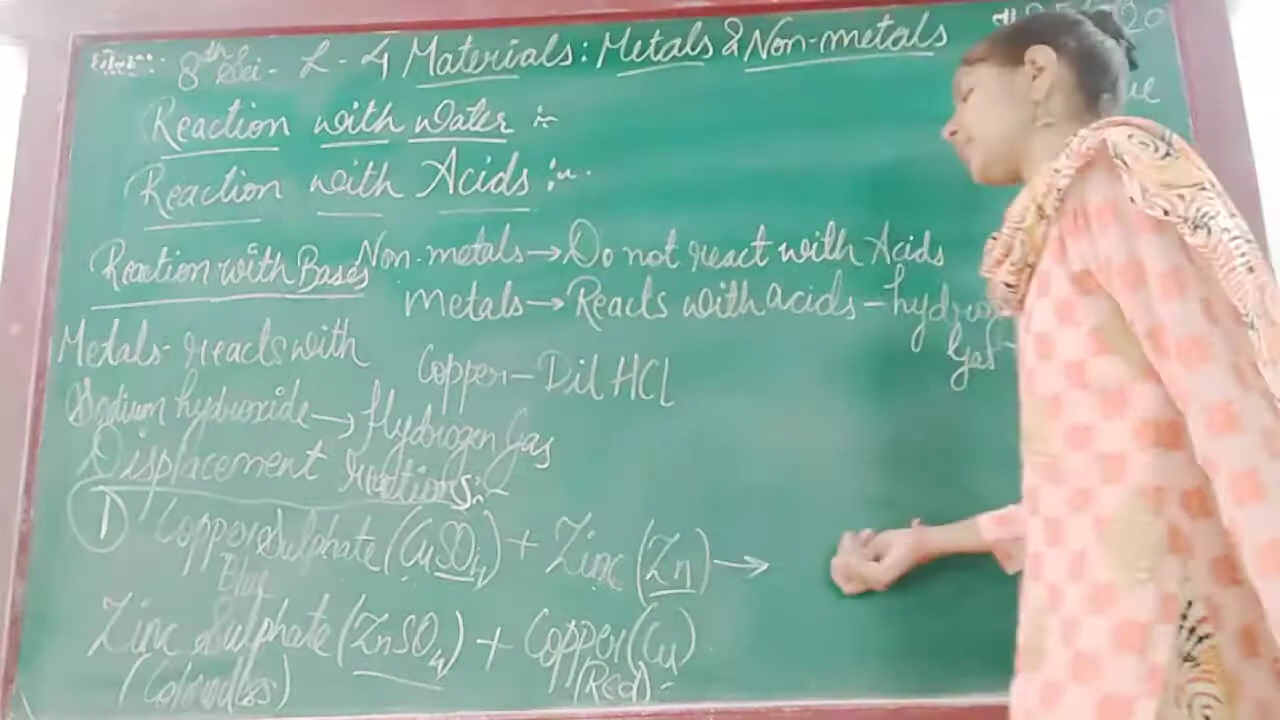 8th Sci - L - 4 Materials: Metals & Non-metals
Reaction with Water :-
Reaction with Acids :-
Non-metals → Do not react with Acids
Reaction with Bases
Metals → Reacts with acids - hydrog
Gas
Metals - reacts with
Copper - Dil HCL
Sodium hydroxide → Hydrogen Gas
Displacement reactions:-
1 Copper Sulphate (CuSO4) + Zinc (Zn) →
Blue
Zinc Sulphate (ZnSO4) + Copper (Cu)
(Colourless) (Red)